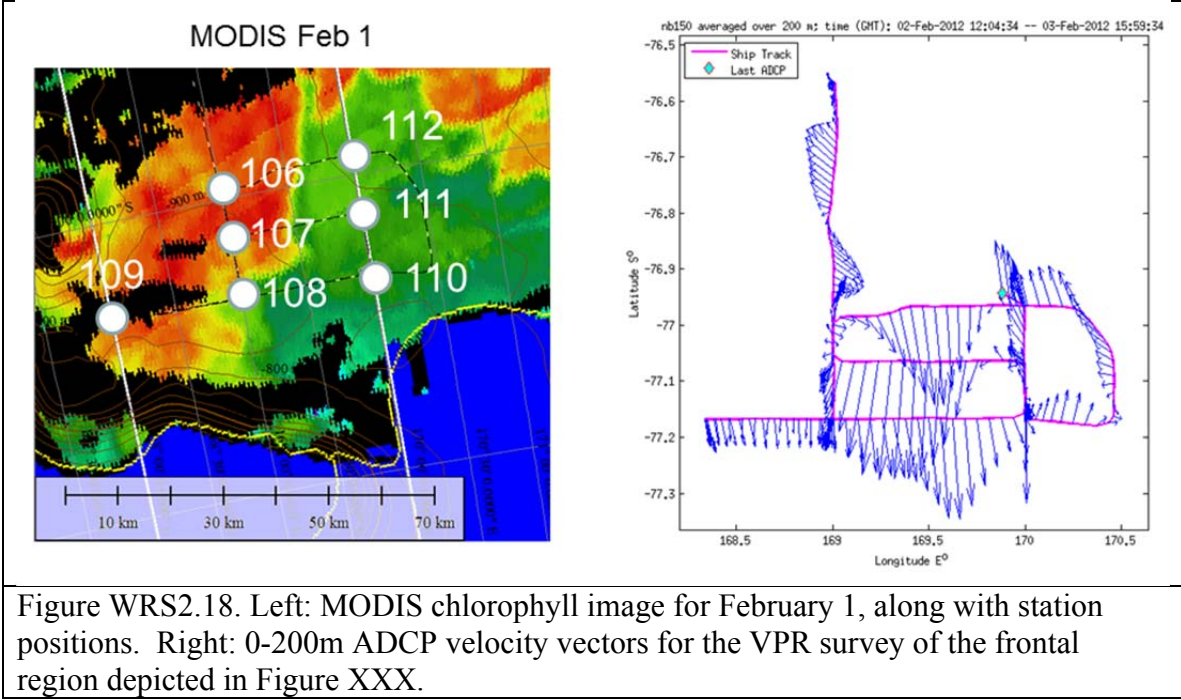 MODIS Feb 1
112
106
900 m
111
107
110
109
108
-800
10 km 30 km 50 km 70 km
nb150 averaged over 200 m; time (GMT): 02-Feb-2012 12:04:34 -- 03-Feb-2012 15:59:34
Ship Track
Last ADCP
-76.5
-76.6
-76.7
-76.8
-76.9
-77
-77.1
-77.2
-77.3
Latitude S°
168.5 169 169.5 170 170.5
Longitude E°
Figure WRS2.18. Left: MODIS chlorophyll image for February 1, along with station
positions. Right: 0-200m ADCP velocity vectors for the VPR survey of the frontal
region depicted in Figure XXX.